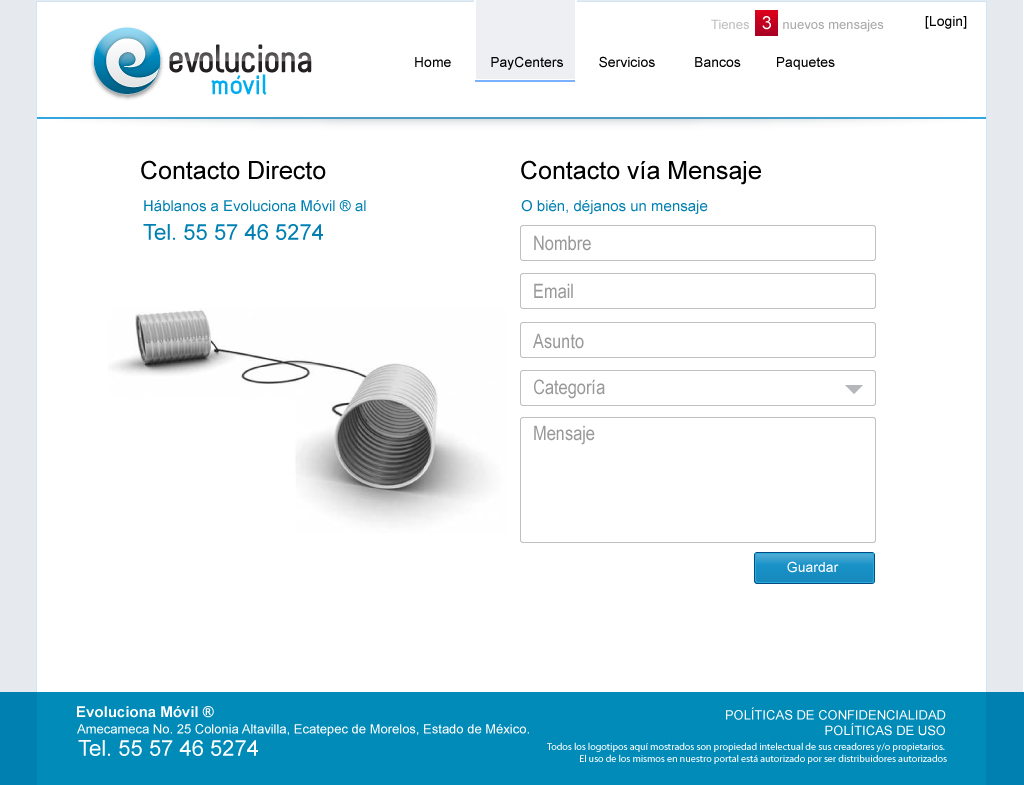 Tienes 3 nuevos mensajes
[Login]
evoluciona
móvil
Home PayCenters Servicios Bancos Paquetes
Contacto Directo
Háblanos a Evoluciona Móvil ® al
Tel. 55 57 46 5274
Contacto vía Mensaje
O bién, déjanos un mensaje
Nombre
Email
Asunto
Categoría
Mensaje
Guardar
Evoluciona Móvil ®
Amecameca No. 25 Colonia Altavilla, Ecatepec de Morelos, Estado de México.
Tel. 55 57 46 5274
POLÍTICAS DE CONFIDENCIALIDAD
POLÍTICAS DE USO
Todos los logotipos aquí mostrados son propiedad intelectual de sus creadores y/o propietarios.
El uso de los mismos en nuestro portal está autorizado por ser distribuidores autorizados